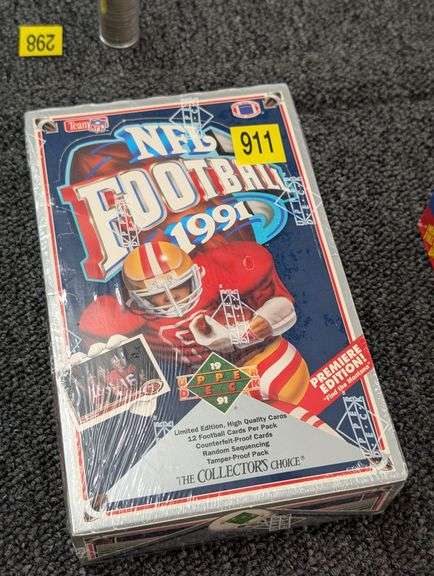 298
Team NFL
911
NFL
FOOTBALL
1991
PREMIERE
EDITION!
"Find the Montana"
19
UPPER
DECK
91
Limited Edition, High Quality Cards
12 Football Cards Per Pack
Counterfeit-Proof Cards
Random Sequencing
Tamper-Proof Pack
THE COLLECTOR'S CHOICE